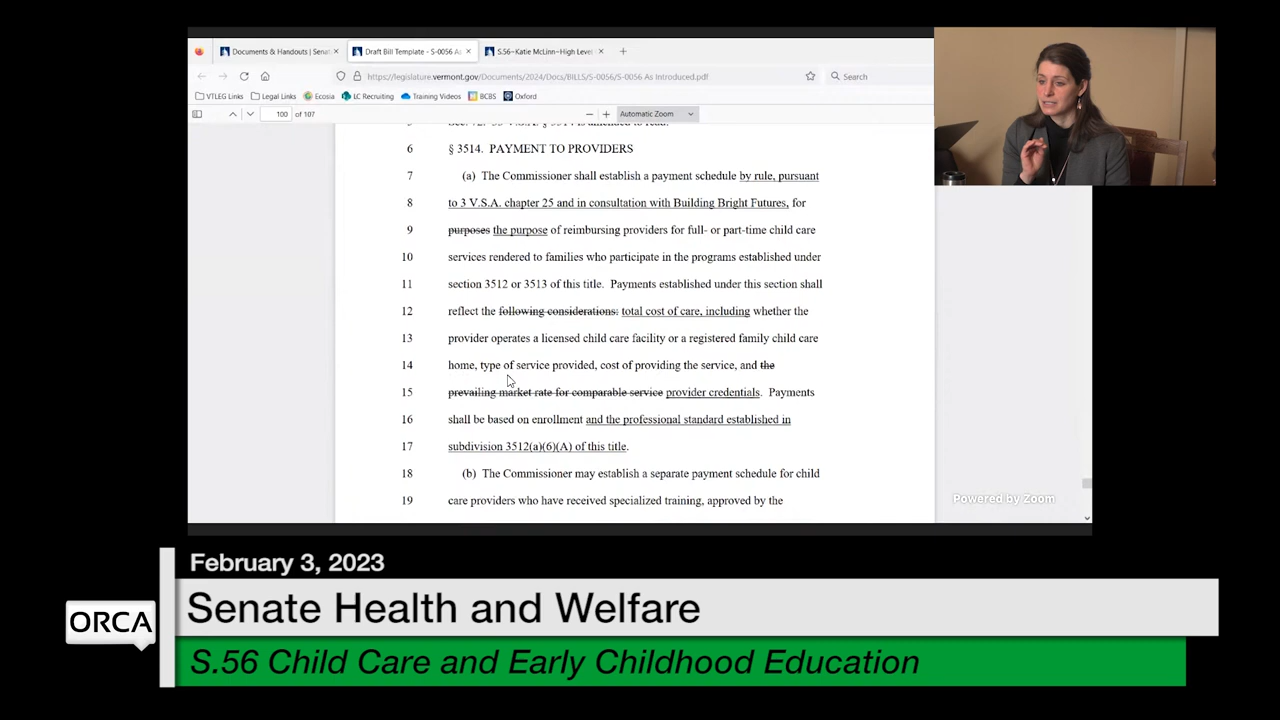 Documents & Handouts | Sena
Draft Bill Template - S-0056 As
S.56~Katie McLinn~High Level
https://legislature.vermont.gov/Documents/2024/Docs/BILLS/S-0056/S-0056 As Introduced.pdf
Search
VTLEG Links
Legal Links
Ecosia
LC Recruiting
Training Videos
BCBS
Oxford
100 of 107
Automatic Zoom
6 § 3514. PAYMENT TO PROVIDERS
7 (a) The Commissioner shall establish a payment schedule by rule, pursuant
8 to 3 V.S.A. chapter 25 and in consultation with Building Bright Futures, for
9 purposes the purpose of reimbursing providers for full- or part-time child care
10 services rendered to families who participate in the programs established under
11 section 3512 or 3513 of this title. Payments established under this section shall
12 reflect the following considerations: total cost of care, including whether the
13 provider operates a licensed child care facility or a registered family child care
14 home, type of service provided, cost of providing the service, and the
15 prevailing market rate for comparable service provider credentials. Payments
16 shall be based on enrollment and the professional standard established in
17 subdivision 3512(a)(6)(A) of this title.
18 (b) The Commissioner may establish a separate payment schedule for child
19 care providers who have received specialized training, approved by the
Powered by Zoom
February 3, 2023
ORCA
Senate Health and Welfare
S.56 Child Care and Early Childhood Education